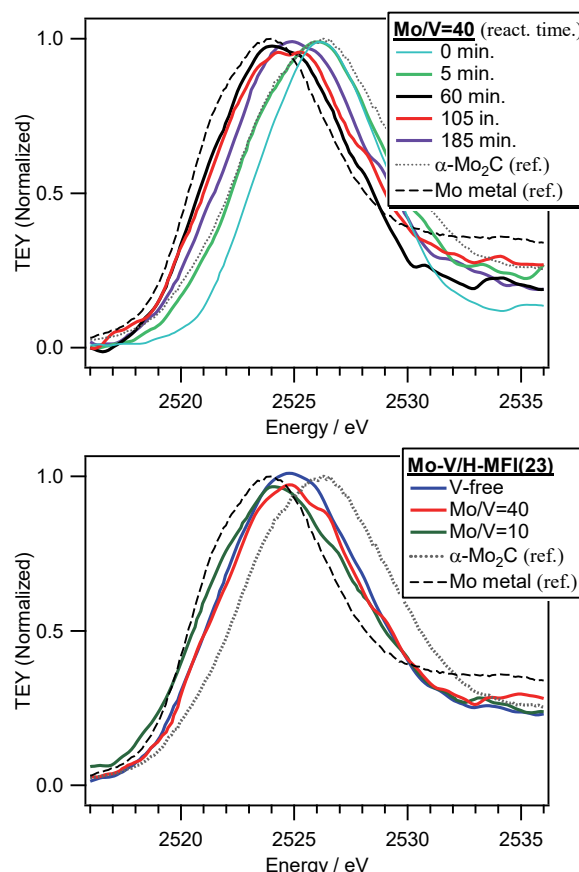 Mo/V=40 (react. time.)
0 min.
5 min.
60 min.
105 in.
185 min.
α-Mo₂C (ref.)
Mo metal (ref.)
TEY (Normalized)
1.0
0.5
0.0
2520 2525 2530 2535
Energy / eV
Mo-V/H-MFI(23)
V-free
Mo/V=40
Mo/V=10
α-Mo₂C (ref.)
Mo metal (ref.)
TEY (Normalized)
1.0
0.5
0.0
2520 2525 2530 2535
Energy / eV